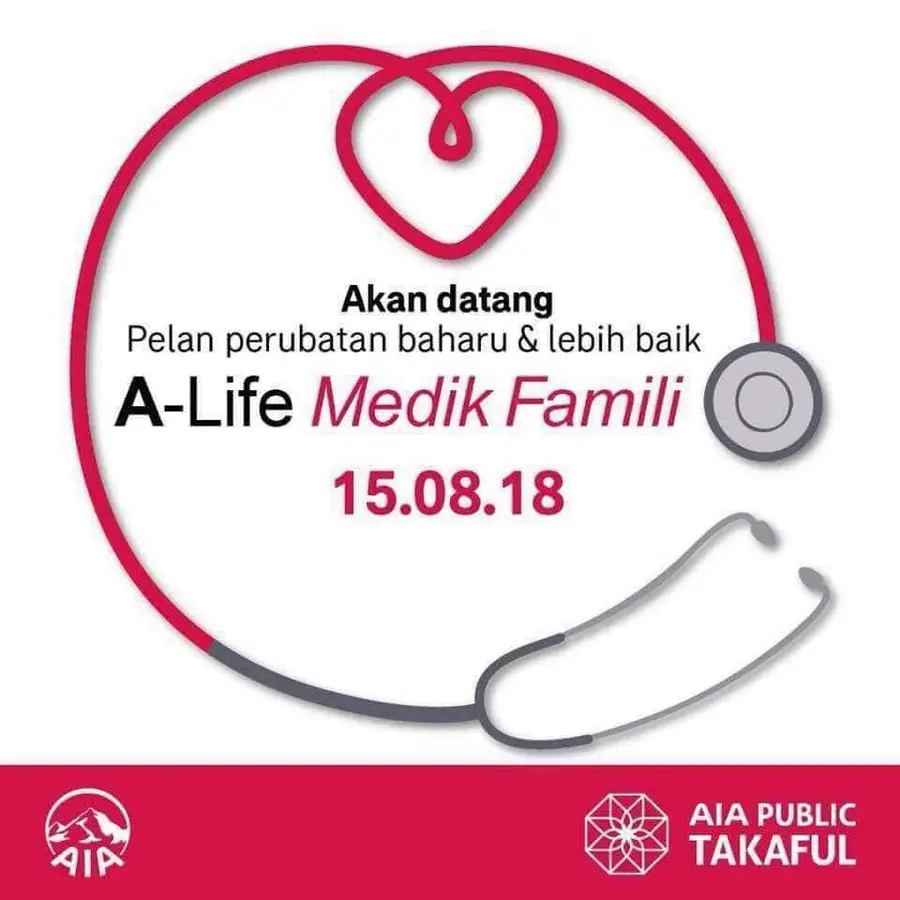 Akan datang
Pelan perubatan baharu & lebih baik
A-Life Medik Famili
15.08.18
AIA
AIA PUBLIC
TAKAFUL